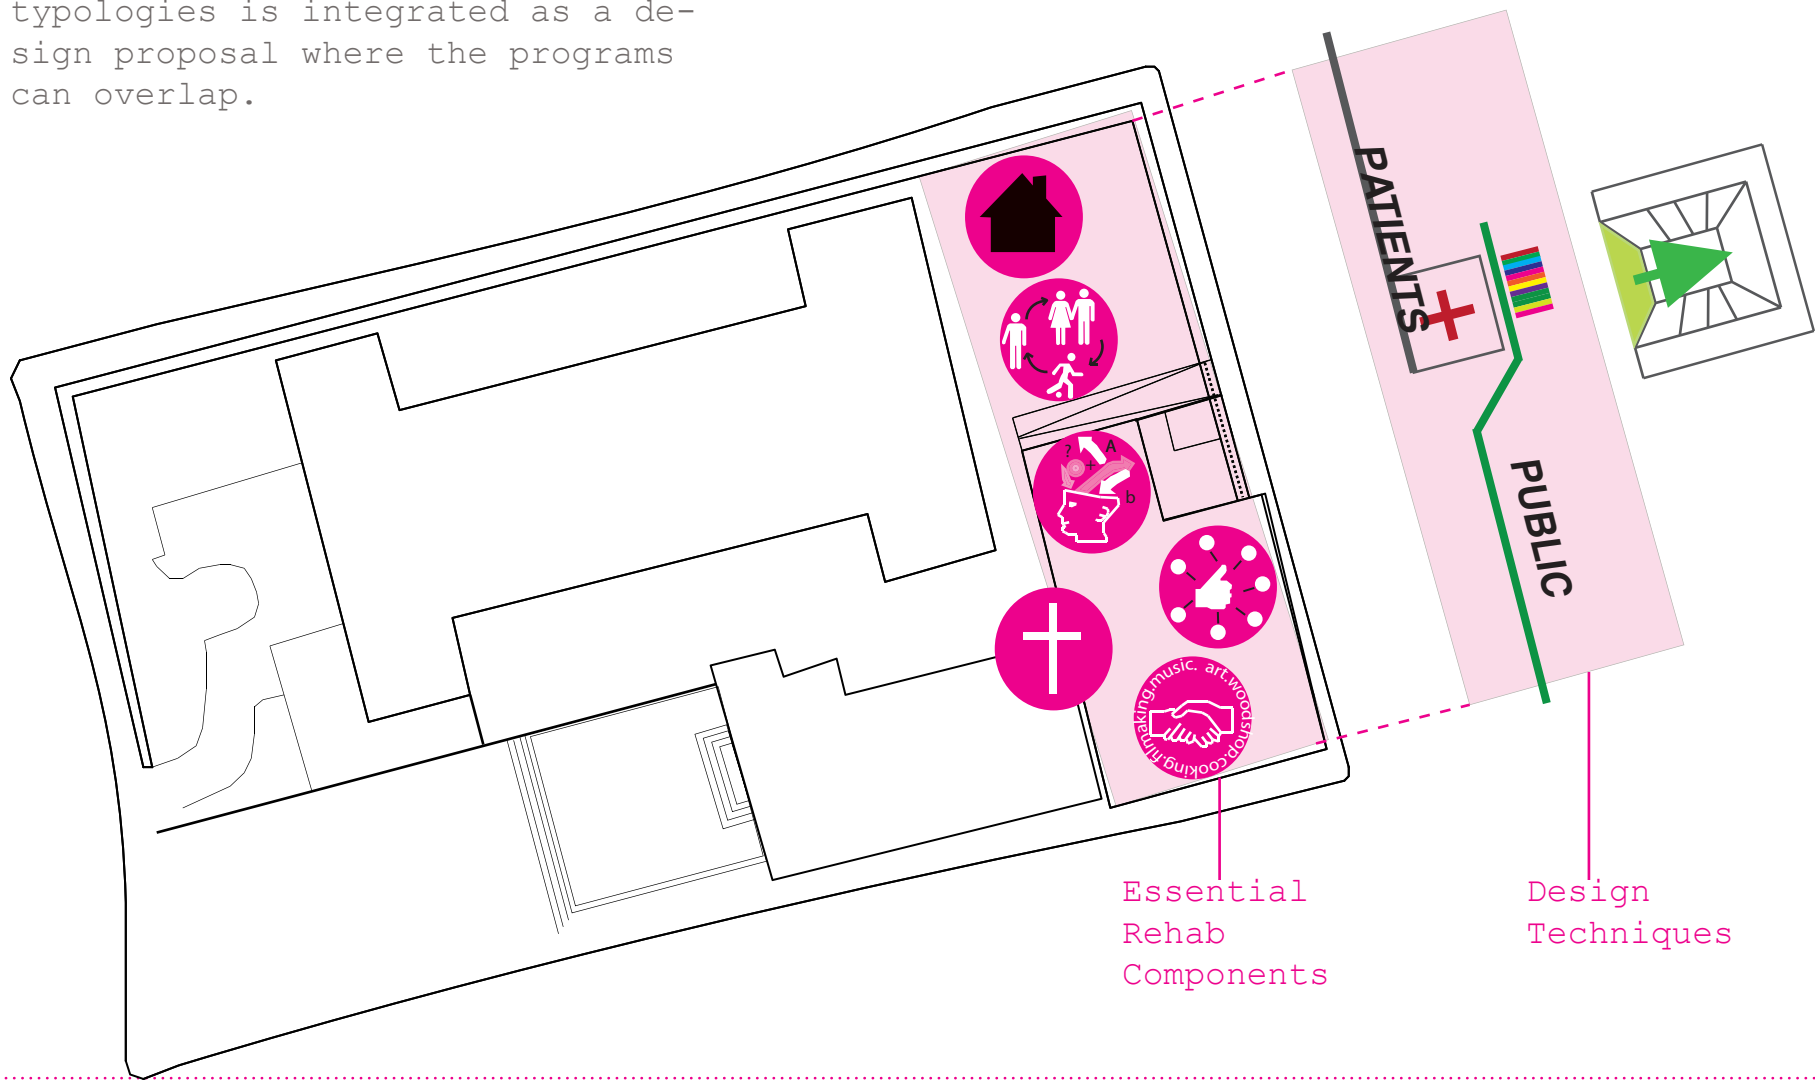 typologies is integrated as a de-
sign proposal where the programs
can overlap.
PATIENTS
PUBLIC
? A
+
b
filmaking.music. art.woodshop.cooking.
Essential
Rehab
Components
Design
Techniques